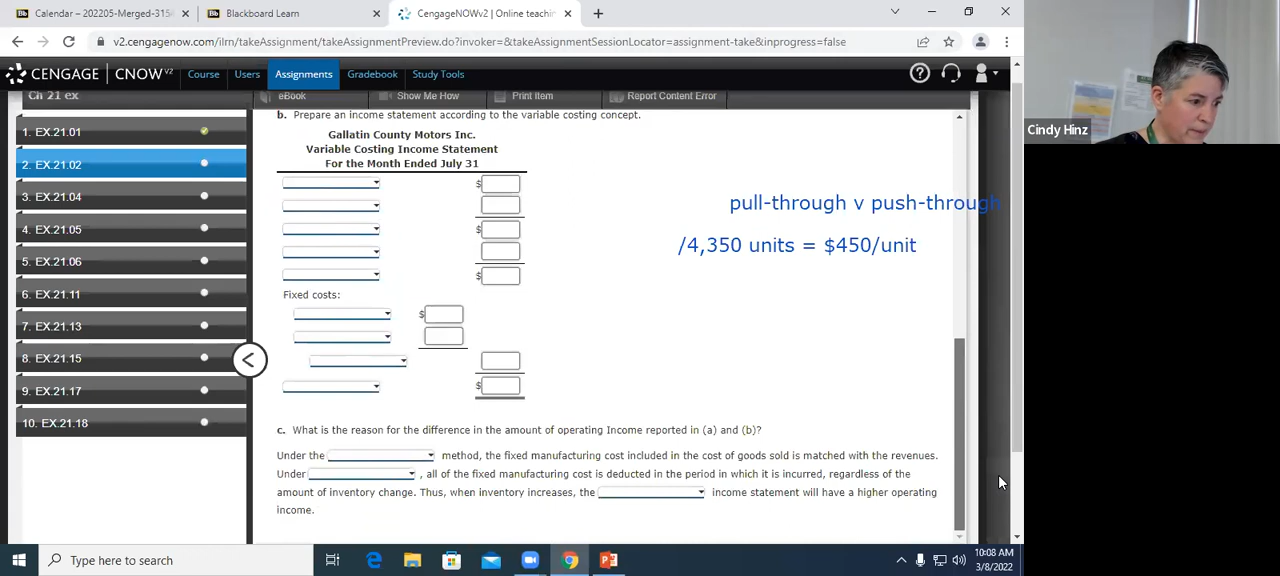 Calendar – 202205-Merged-3156
Blackboard Learn
CengageNOWv2 | Online teachin
v2.cengagenow.com/ilrn/takeAssignment/takeAssignmentPreview.do?invoker=&takeAssignmentSessionLocator=assignment-take&inprogress=false
CENGAGE | CNOWv2 Course Users Assignments Gradebook Study Tools
Ch 21 ex
eBook Show Me How Print Item Report Content Error
1. EX.21.01
2. EX.21.02
3. EX.21.04
4. EX.21.05
5. EX.21.06
6. EX.21.11
7. EX.21.13
8. EX.21.15
9. EX.21.17
10. EX.21.18
b. Prepare an income statement according to the variable costing concept.
Gallatin County Motors Inc.
Variable Costing Income Statement
For the Month Ended July 31
$
$
$
Fixed costs:
$
$
pull-through v push-through
/4,350 units = $450/unit
c. What is the reason for the difference in the amount of operating Income reported in (a) and (b)?
Under the method, the fixed manufacturing cost included in the cost of goods sold is matched with the revenues.
Under , all of the fixed manufacturing cost is deducted in the period in which it is incurred, regardless of the
amount of inventory change. Thus, when inventory increases, the income statement will have a higher operating
income.
Cindy Hinz
Type here to search
10:08 AM
3/8/2022